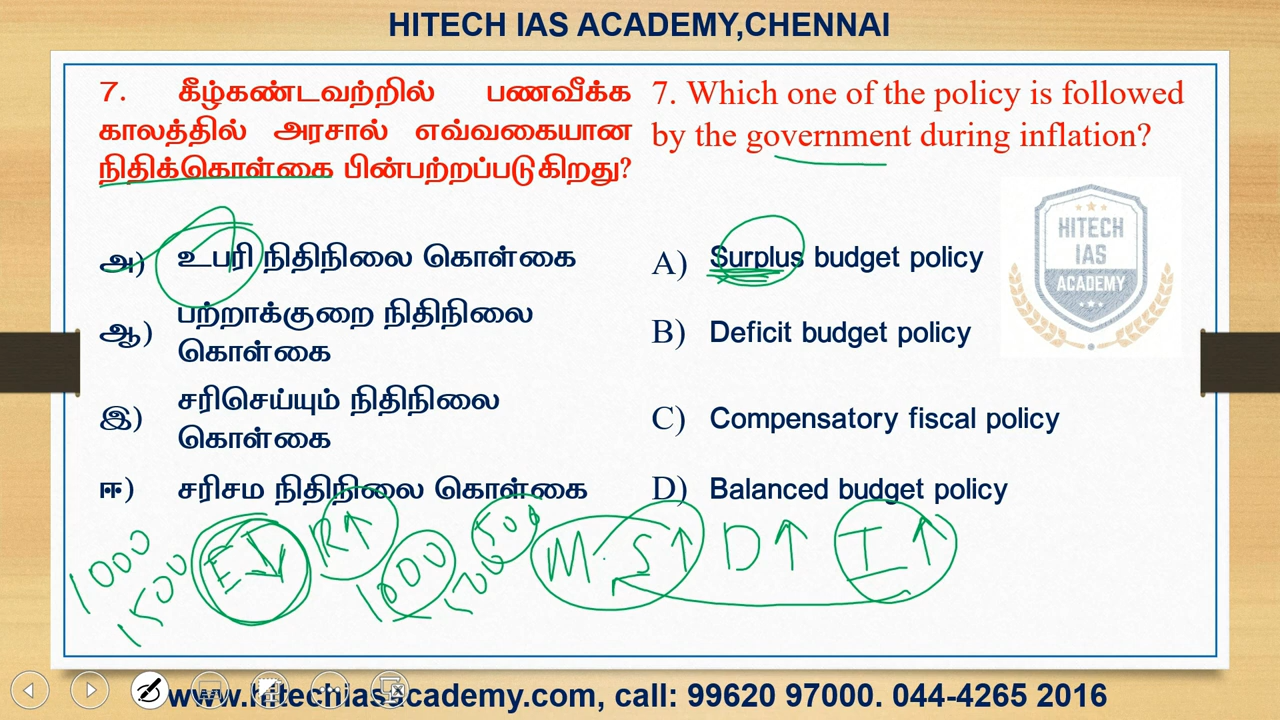 HITECH IAS ACADEMY,CHENNAI
7. கீழ்கண்டவற்றில் பணவீக்க
காலத்தில் அரசால் எவ்வகையான
நிதிக்கொள்கை பின்பற்றப்படுகிறது?
7. Which one of the policy is followed
by the government during inflation?
HITECH
IAS
ACADEMY
அ) உபரி நிதிநிலை கொள்கை
A) Surplus budget policy
ஆ) பற்றாக்குறை நிதிநிலை
கொள்கை
B) Deficit budget policy
இ) சரிசெய்யும் நிதிநிலை
கொள்கை
C) Compensatory fiscal policy
ஈ) சரிசம நிதிநிலை கொள்கை
D) Balanced budget policy
1000
1500
E↓
R↑
1000
500
M.S↑ D↑ I↑
www.hitechiasacademy.com, call: 99620 97000. 044-4265 2016